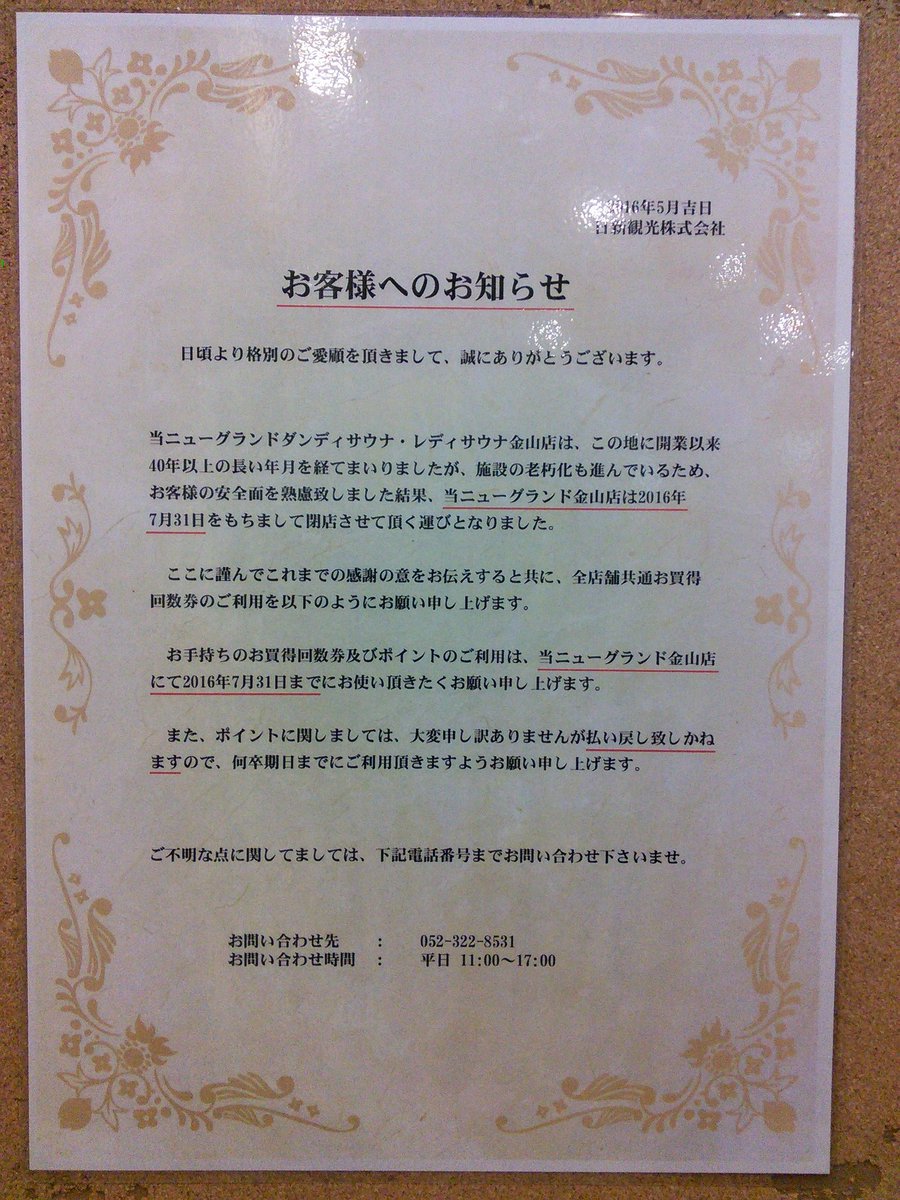 2016年5月吉日
日新観光株式会社
お客様へのお知らせ
日頃より格別のご愛顧を頂きまして、誠にありがとうございます。
当ニューグランドダンディサウナ・レディサウナ金山店は、この地に開業以来
40年以上の長い年月を経てまいりましたが、施設の老朽化も進んでいるため、
お客様の安全面を熟慮致しました結果、当ニューグランド金山店は2016年
7月31日をもちまして閉店させて頂く運びとなりました。
ここに謹んでこれまでの感謝の意をお伝えすると共に、全店舗共通お買得
回数券のご利用を以下のようにお願い申し上げます。
お手持ちのお買得回数券及びポイントのご利用は、当ニューグランド金山店
にて2016年7月31日までにお使い頂きたくお願い申し上げます。
また、ポイントに関しましては、大変申し訳ありませんが払い戻し致しかね
ますので、何卒期日までにご利用頂きますようお願い申し上げます。
ご不明な点に関してましては、下記電話番号までお問い合わせ下さいませ。
お問い合わせ先 : 052-322-8531
お問い合わせ時間 : 平日 11:00～17:00